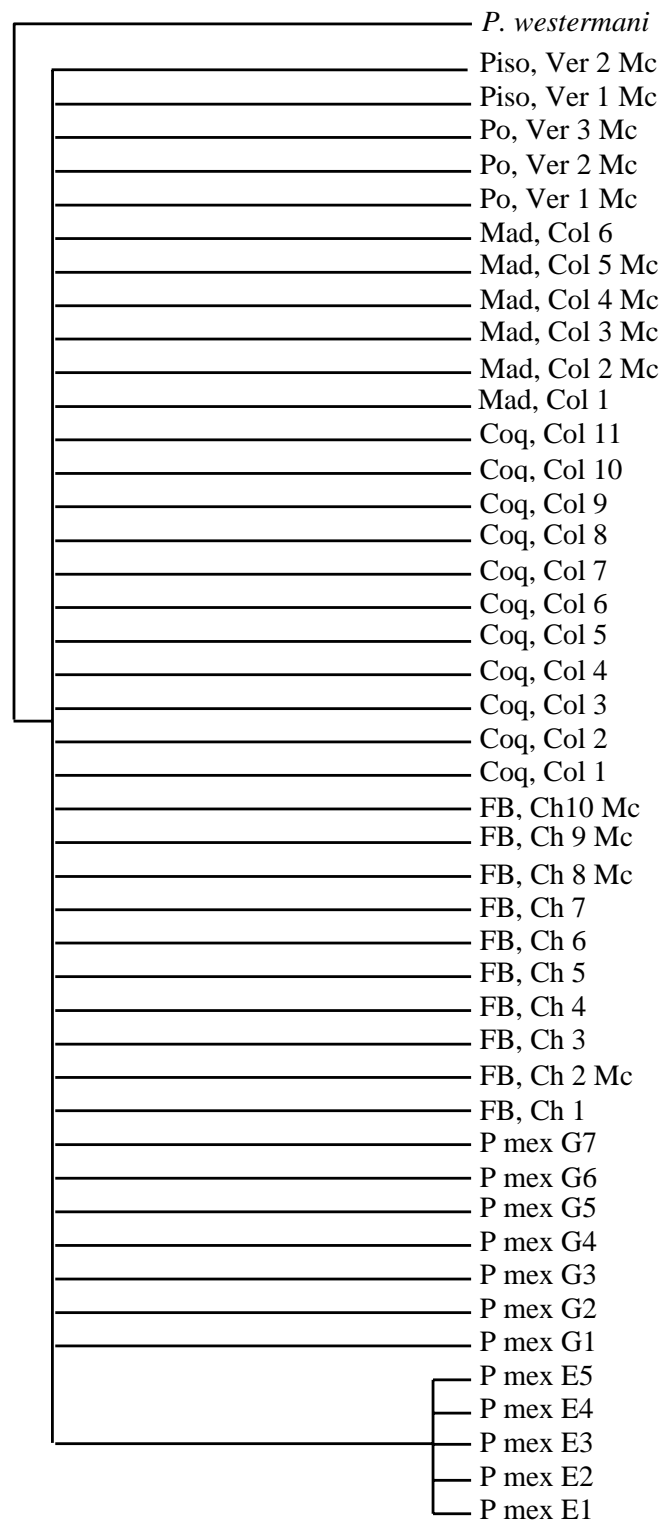 P. westermani
Piso, Ver 2 Mc
Piso, Ver 1 Mc
Po, Ver 3 Mc
Po, Ver 2 Mc
Po, Ver 1 Mc
Mad, Col 6
Mad, Col 5 Mc
Mad, Col 4 Mc
Mad, Col 3 Mc
Mad, Col 2 Mc
Mad, Col 1
Coq, Col 11
Coq, Col 10
Coq, Col 9
Coq, Col 8
Coq, Col 7
Coq, Col 6
Coq, Col 5
Coq, Col 4
Coq, Col 3
Coq, Col 2
Coq, Col 1
FB, Ch10 Mc
FB, Ch 9 Mc
FB, Ch 8 Mc
FB, Ch 7
FB, Ch 6
FB, Ch 5
FB, Ch 4
FB, Ch 3
FB, Ch 2 Mc
FB, Ch 1
P mex G7
P mex G6
P mex G5
P mex G4
P mex G3
P mex G2
P mex G1
P mex E5
P mex E4
P mex E3
P mex E2
P mex E1